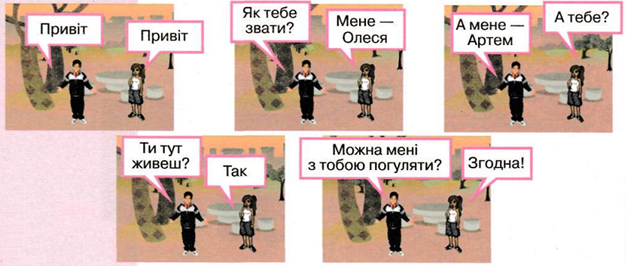 Привіт
Привіт
Як тебе
звати?
Мене —
Олеся
А мене —
Артем
А тебе?
Ти тут
живеш?
Так
Можна мені
з тобою погуляти?
Згодна!